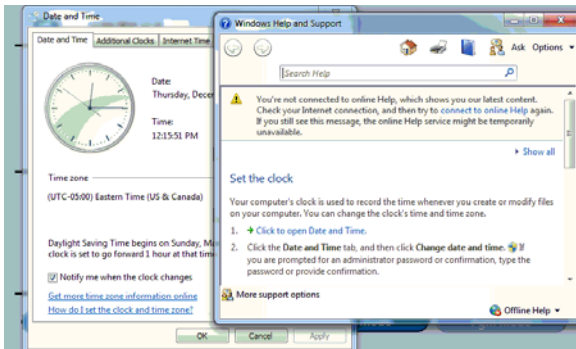 Date and Time
Date and Time
Additional Clocks
Internet Time
Date:
Thursday, Decer
Time:
12:15:51 PM
Time zone
(UTC-05:00) Eastern Time (US & Canada)
Daylight Saving Time begins on Sunday,
clock is set to go forward 1 hour at that time
Notify me when the clock changes
Get more time zone information online
How do I set the clock and time zone?
OK
Cancel
Apply
Windows Help and Support
Ask
Options
Search Help
You're not connected to online Help, which shows you our latest content.
Check your Internet connection, and then try to connect to online Help again.
If you still see this message, the online Help service might be temporarily
unavailable.
Show all
Set the clock
Your computer's clock is used to record the time whenever you create or modify files
on your computer. You can change the clock's time and time zone.
1. Click to open Date and Time.
2. Click the Date and Time tab, and then click Change date and time. If
you are prompted for an administrator password or confirmation, type the
password or provide confirmation.
More support options
Offline Help